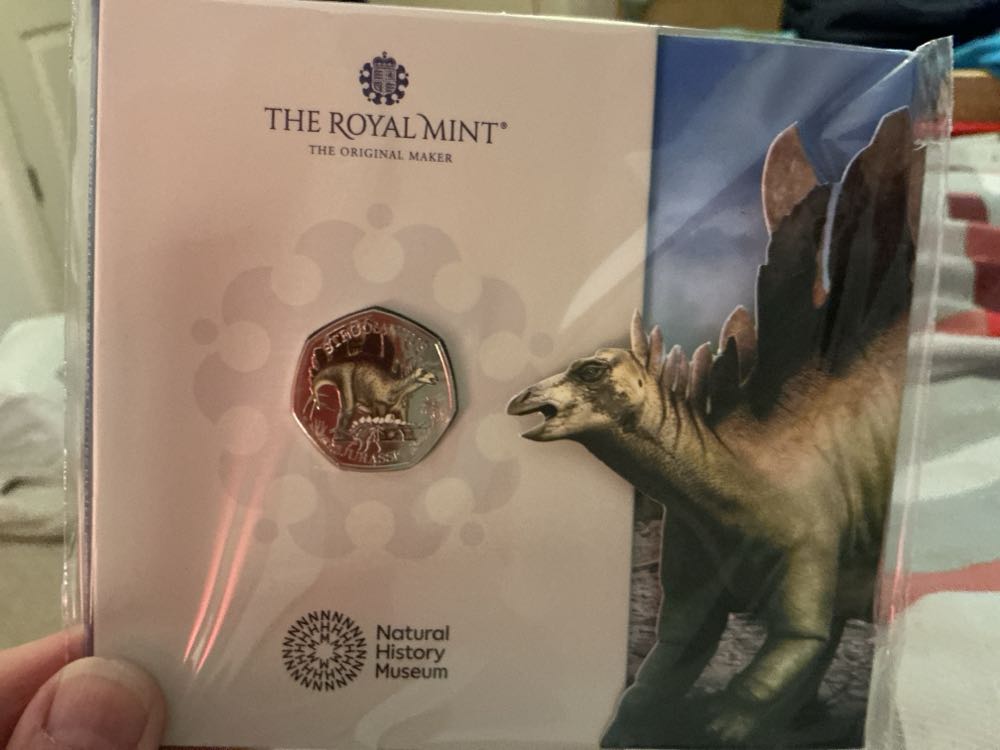 THE ROYAL MINT®
THE ORIGINAL MAKER
Natural
History
Museum